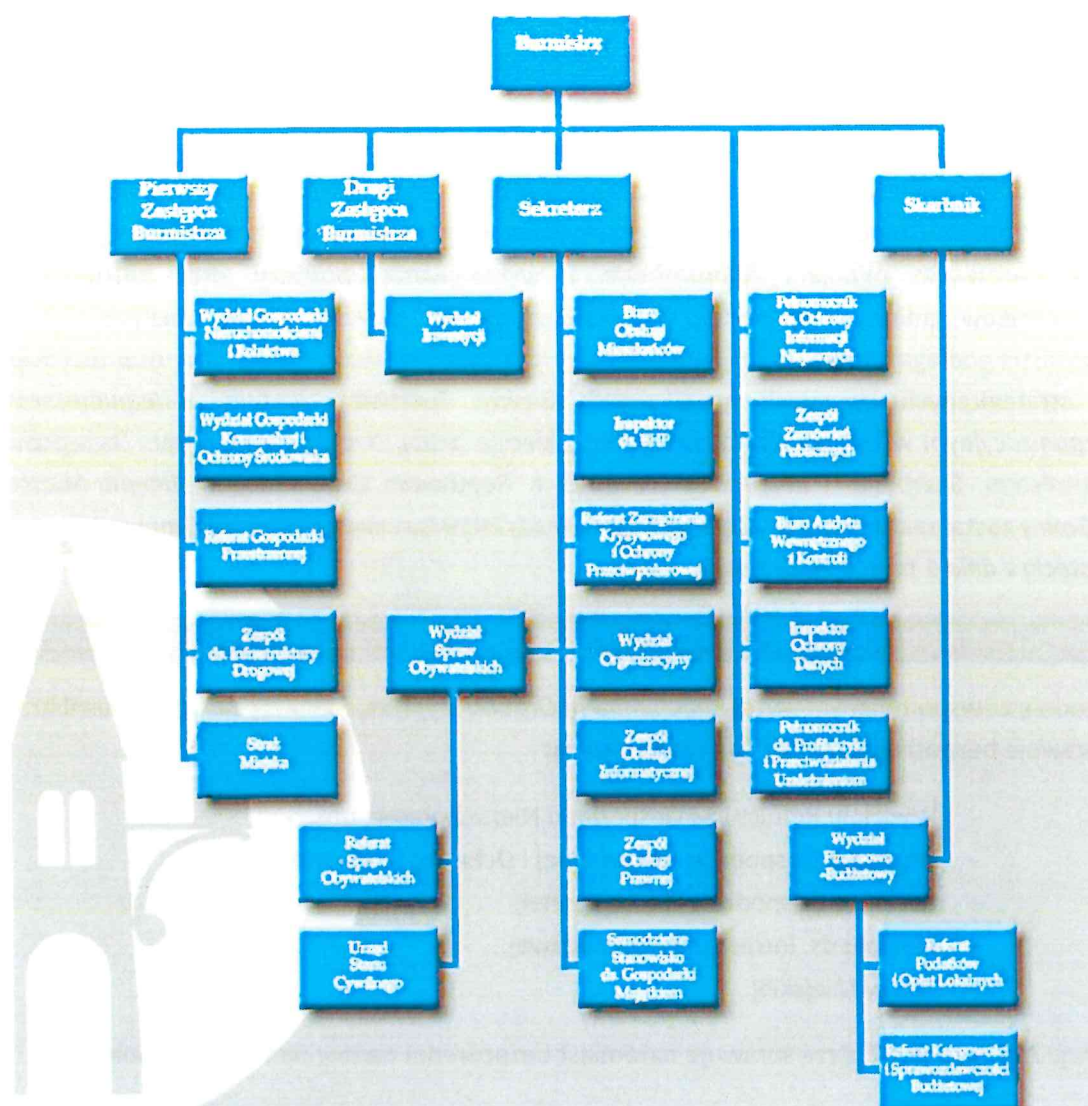 Burmistrz
Pierwszy
Zastępca
Burmistrza
Drugi
Zastępca
Burmistrza
Sekretarz
Skarbnik
Wydział Gospodarki
Nieruchomościami
i Rolnictwa
Wydział
Inwestycji
Biuro
Obsługi
Mieszkańców
Pełnomocnik
ds. Ochrony
Informacji
Niejawnych
Wydział Gospodarki
Komunalnej i
Ochrony Środowiska
Inspektor
ds. BHP
Zespół
Zamówień
Publicznych
Referat Gospodarki
Przestrzennej
Referat Zarządzania
Kryzysowego
i Ochrony
Przeciwpożarowej
Biuro Audytu
Wewnętrznego
i Kontroli
Zespół
ds. Infrastruktury
Drogowej
Wydział
Spraw
Obywatelskich
Wydział
Organizacyjny
Inspektor
Ochrony
Danych
Straż
Miejska
Zespół
Obsługi
Informatycznej
Pełnomocnik
ds. Profilaktyki
i Przeciwdziałania
Uzależnieniom
Referat
Spraw
Obywatelskich
Zespół
Obsługi
Prawnej
Wydział
Finansowo
-Budżetowy
Urząd
Stanu
Cywilnego
Samodzielne
Stanowisko
ds. Gospodarki
Majątkiem
Referat
Podatków
i Opłat Lokalnych
Referat Księgowości
i Sprawozdawczości
Budżetowej